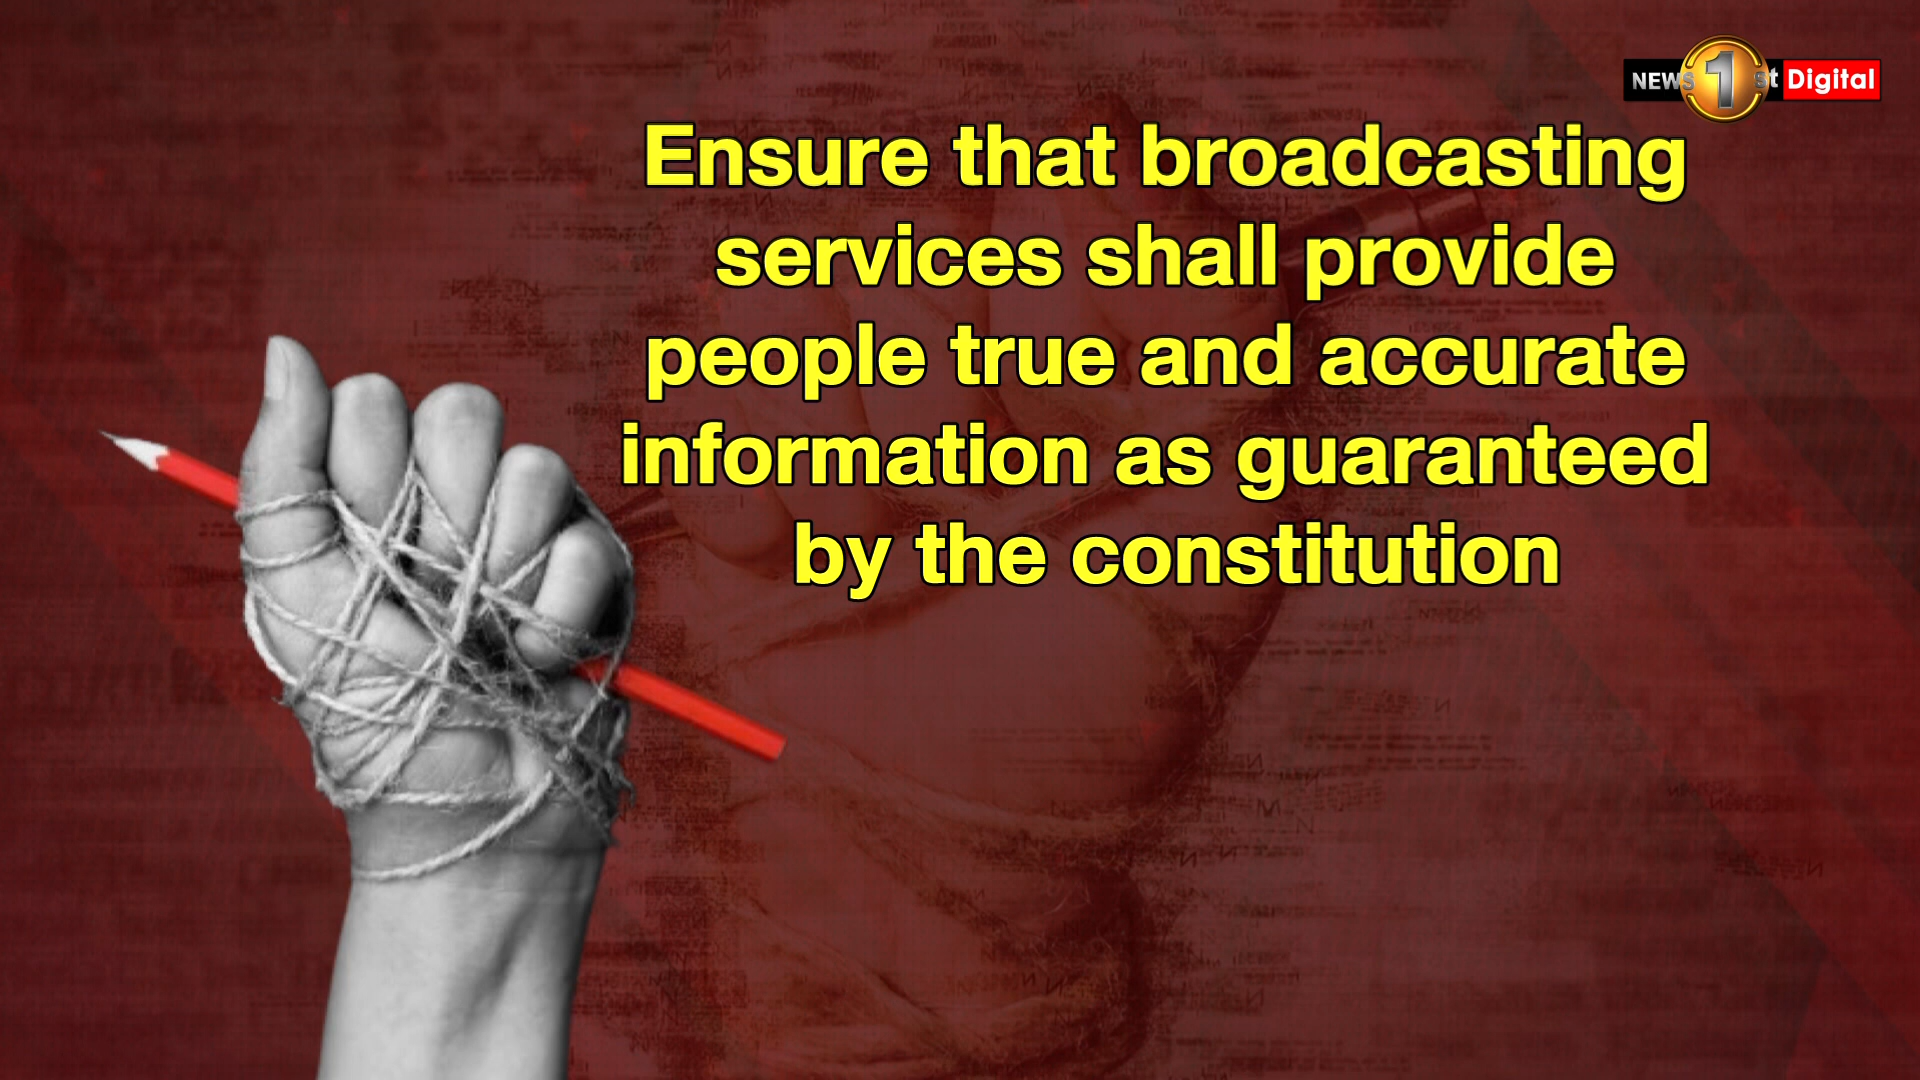 NEWS 1st Digital
Ensure that broadcasting
services shall provide
people true and accurate
information as guaranteed
by the constitution